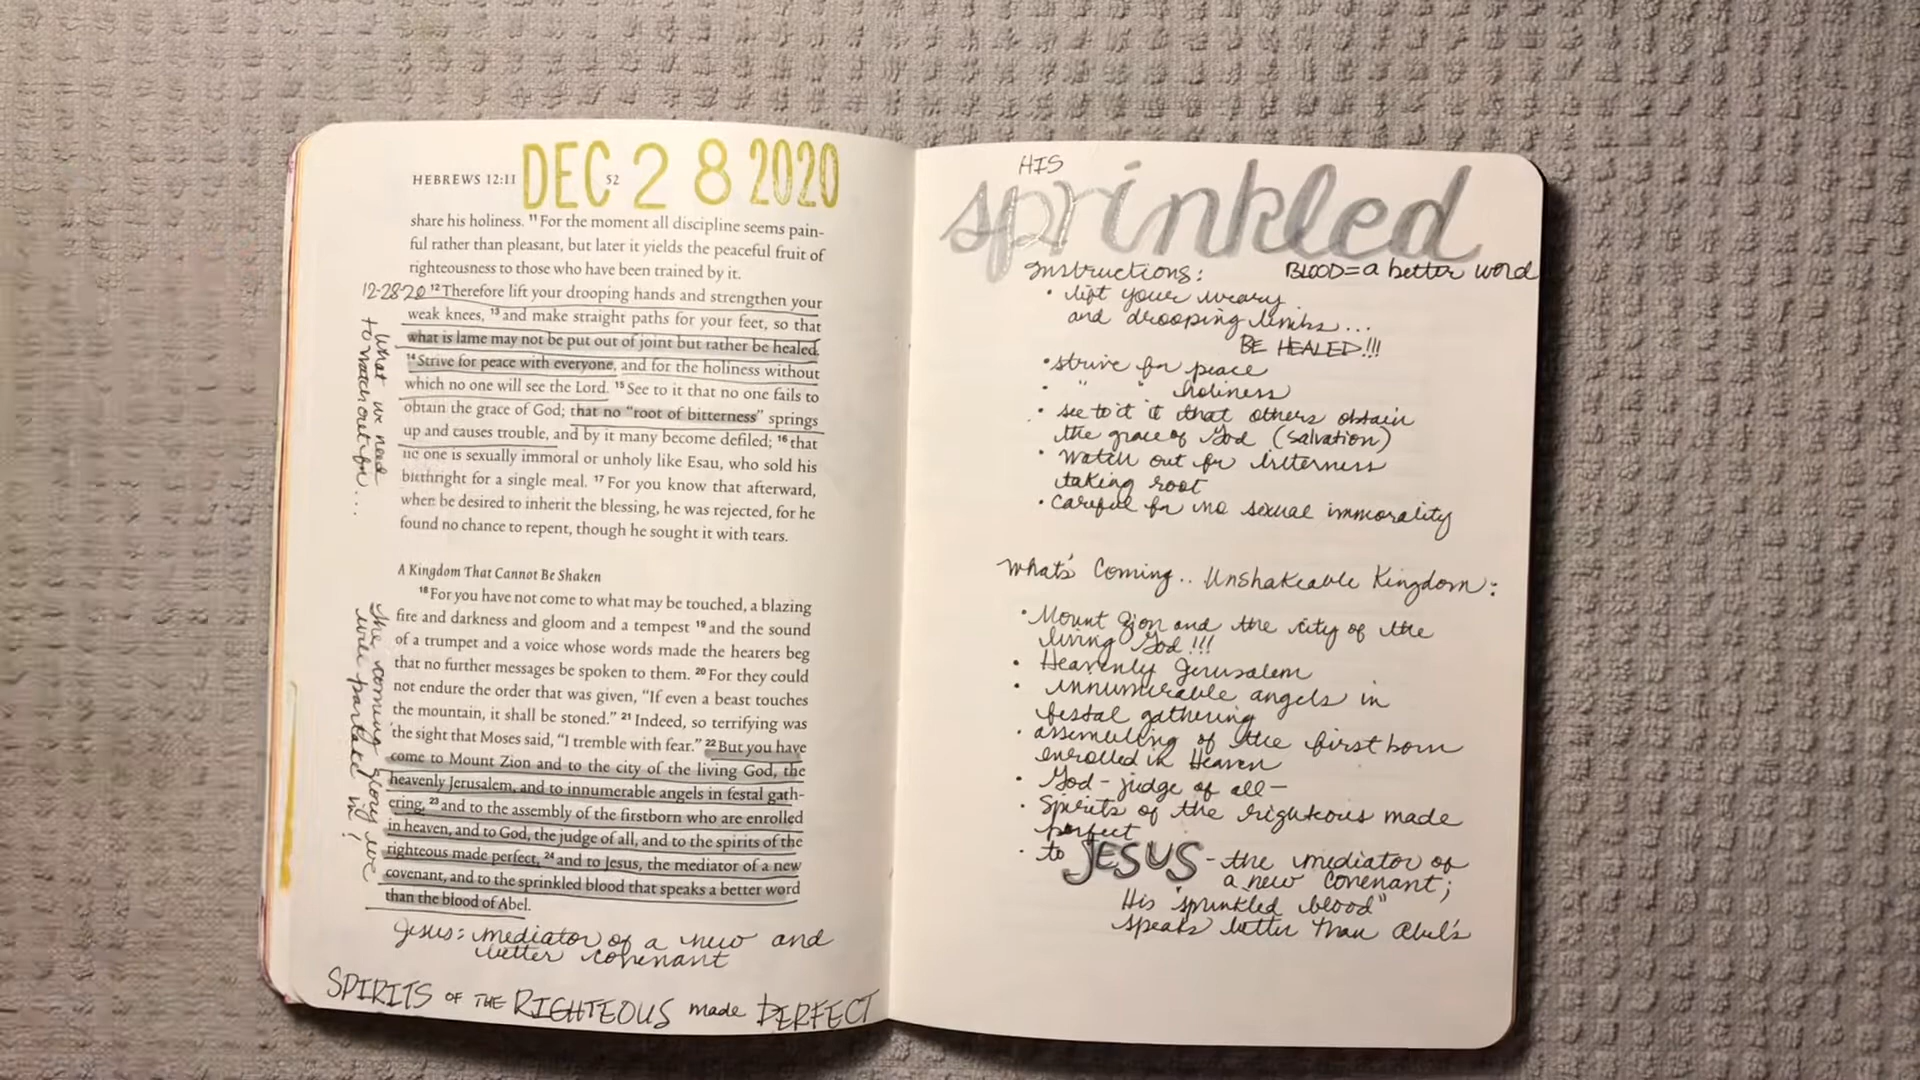 HEBREWS 12:11
52
DEC 28 2020
share his holiness. 11 For the moment all discipline seems pain-
ful rather than pleasant, but later it yields the peaceful fruit of
righteousness to those who have been trained by it.
12-28-20
12 Therefore lift your drooping hands and strengthen your
weak knees, 13 and make straight paths for your feet, so that
what is lame may not be put out of joint but rather be healed.
14 Strive for peace with everyone, and for the holiness without
which no one will see the Lord. 15 See to it that no one fails to
obtain the grace of God; that no "root of bitterness" springs
up and causes trouble, and by it many become defiled; 16 that
no one is sexually immoral or unholy like Esau, who sold his
birthright for a single meal. 17 For you know that afterward,
when he desired to inherit the blessing, he was rejected, for he
found no chance to repent, though he sought it with tears.
what we need
to watch out for...
A Kingdom That Cannot Be Shaken
18 For you have not come to what may be touched, a blazing
fire and darkness and gloom and a tempest 19 and the sound
of a trumpet and a voice whose words made the hearers beg
that no further messages be spoken to them. 20 For they could
not endure the order that was given, "If even a beast touches
the mountain, it shall be stoned." 21 Indeed, so terrifying was
the sight that Moses said, "I tremble with fear." 22 But you have
come to Mount Zion and to the city of the living God, the
heavenly Jerusalem, and to innumerable angels in festal gath-
ering, 23 and to the assembly of the firstborn who are enrolled
in heaven, and to God, the judge of all, and to the spirits of the
righteous made perfect, 24 and to Jesus, the mediator of a new
covenant, and to the sprinkled blood that speaks a better word
than the blood of Abel.
the coming glory we
will partake in!
Jesus: mediator of a new and
better covenant
SPIRITS OF THE RIGHTEOUS made PERFECT
HIS
sprinkled
BLOOD = a better word
Instructions:
• lift your weary
and drooping limbs...
BE HEALED!!!
• strive for peace
• " " holiness
• see to it it that others obtain
the grace of God (salvation)
• watch out for bitterness
taking root
• careful for no sexual immorality
What's Coming.. Unshakeable Kingdom:
• Mount Zion and the city of the
living God!!!
• Heavenly Jerusalem
• innumerable angels in
festal gathering
• assembling of the first born
enrolled in Heaven
• God - judge of all -
• Spirits of the righteous made
perfect
• to JESUS - the mediator of
a new covenant;
His "sprinkled blood"
speaks better than Abel's